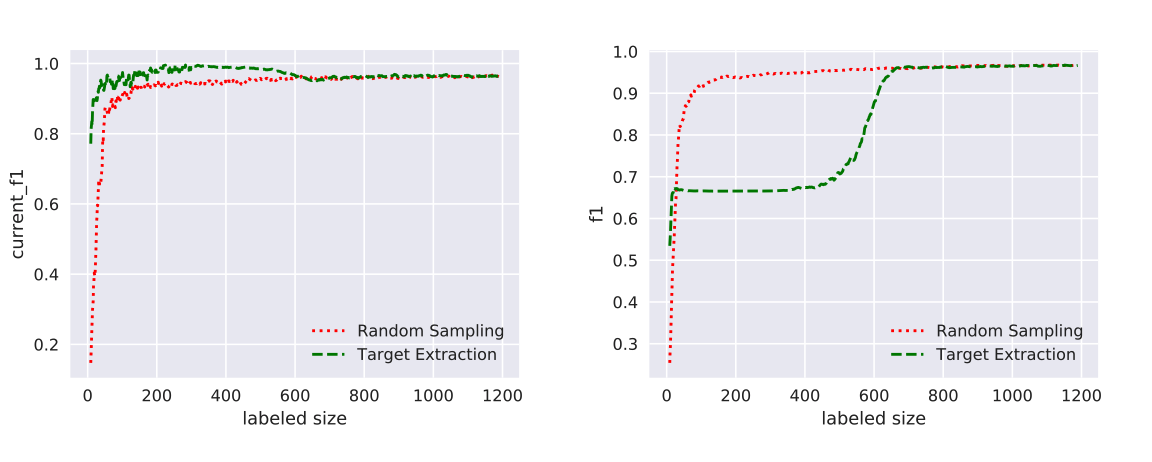 1.0
0.8
0.6
0.4
0.2
current_f1
0 200 400 600 800 1000 1200
labeled size
Random Sampling
Target Extraction
1.0
0.9
0.8
0.7
0.6
0.5
0.4
0.3
f1
0 200 400 600 800 1000 1200
labeled size
Random Sampling
Target Extraction